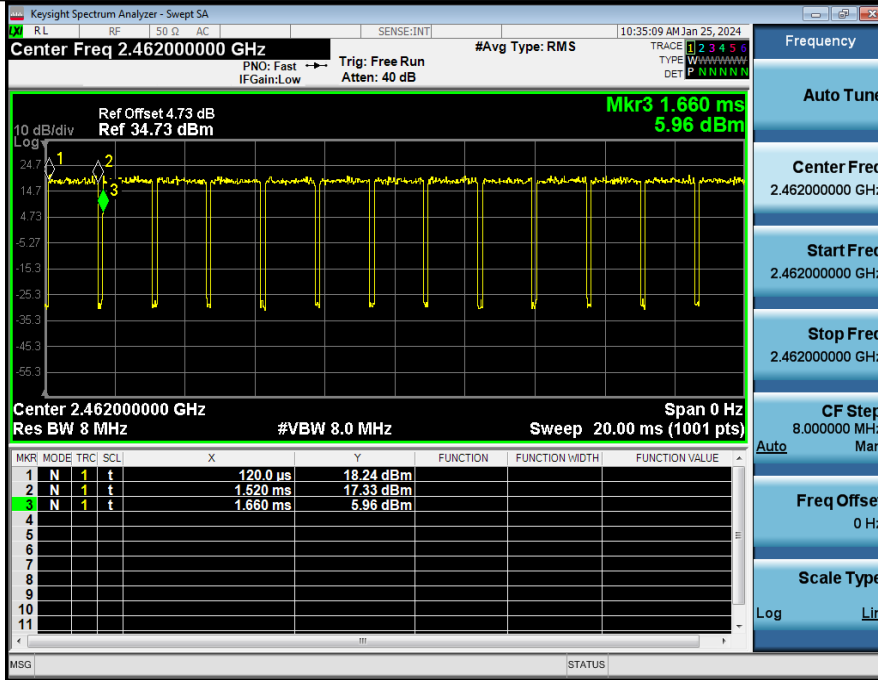 Keysight Spectrum Analyzer - Swept SA
LXI RL RF 50 Ω AC SENSE:INT 10:35:09 AM Jan 25, 2024
Center Freq 2.462000000 GHz #Avg Type: RMS TRACE 1 2 3 4 5 6
PNO: Fast Trig: Free Run TYPE WWWWWWW
IFGain:Low Atten: 40 dB DET P N N N N N
Frequency
Auto Tune
Ref Offset 4.73 dB Mkr3 1.660 ms
10 dB/div Ref 34.73 dBm 5.96 dBm
Log
1 2
24.7
3
14.7
4.73
-5.27
-15.3
-25.3
-35.3
-45.3
-55.3
Center 2.462000000 GHz Span 0 Hz
Res BW 8 MHz #VBW 8.0 MHz Sweep 20.00 ms (1001 pts)
MKR MODE TRC SCL X Y FUNCTION FUNCTION WIDTH FUNCTION VALUE
1 N 1 t 120.0 µs 18.24 dBm
2 N 1 t 1.520 ms 17.33 dBm
3 N 1 t 1.660 ms 5.96 dBm
4
5
6
7
8
9
10
11
Center Freq
2.462000000 GHz
Start Freq
2.462000000 GHz
Stop Freq
2.462000000 GHz
CF Step
8.000000 MHz
Auto Man
Freq Offset
0 Hz
Scale Type
Log Lin
MSG STATUS